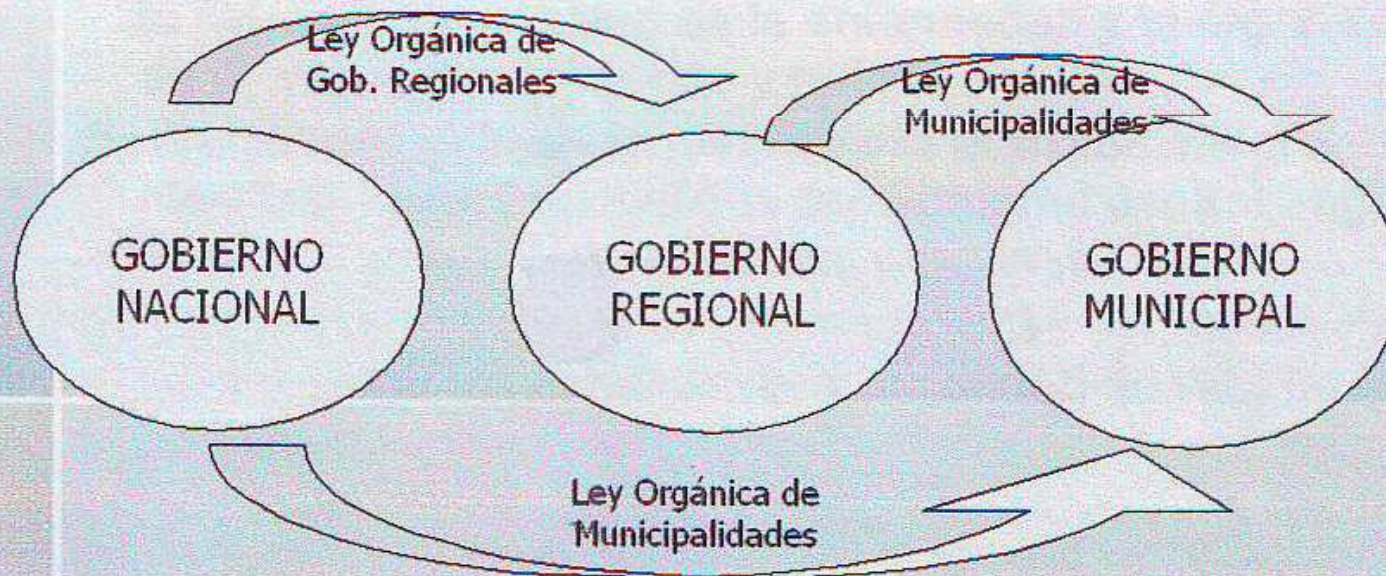 Ley Orgánica de
Gob. Regionales
Ley Orgánica de
Municipalidades
GOBIERNO
NACIONAL
GOBIERNO
REGIONAL
GOBIERNO
MUNICIPAL
Ley Orgánica de
Municipalidades